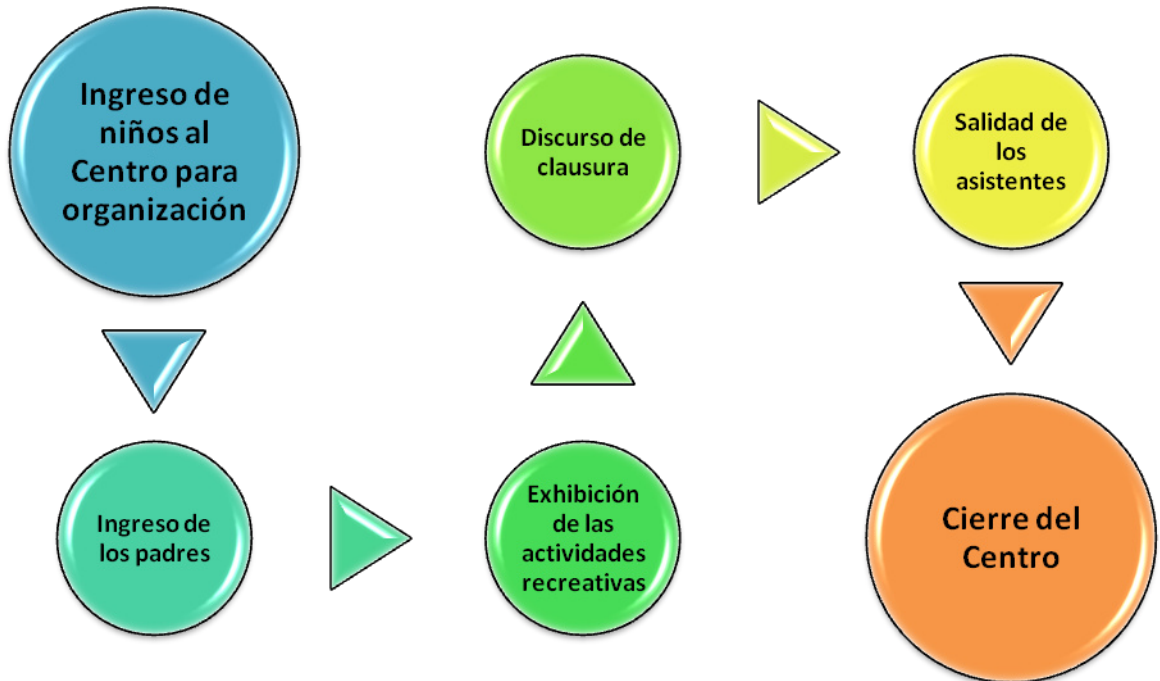 Ingreso de
niños al
Centro para
organización
Ingreso de
los padres
Exhibición
de las
actividades
recreativas
Discurso de
clausura
Salidad de
los
asistentes
Cierre del
Centro